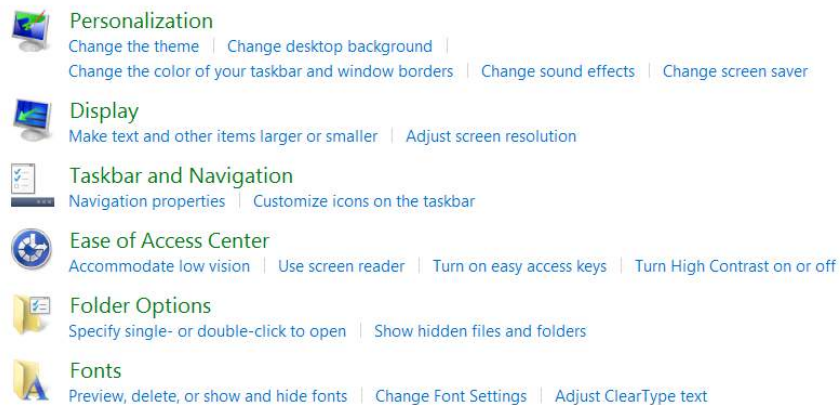 Personalization
Change the theme | Change desktop background |
Change the color of your taskbar and window borders | Change sound effects | Change screen saver
Display
Make text and other items larger or smaller | Adjust screen resolution
Taskbar and Navigation
Navigation properties | Customize icons on the taskbar
Ease of Access Center
Accommodate low vision | Use screen reader | Turn on easy access keys | Turn High Contrast on or off
Folder Options
Specify single- or double-click to open | Show hidden files and folders
Fonts
Preview, delete, or show and hide fonts | Change Font Settings | Adjust ClearType text